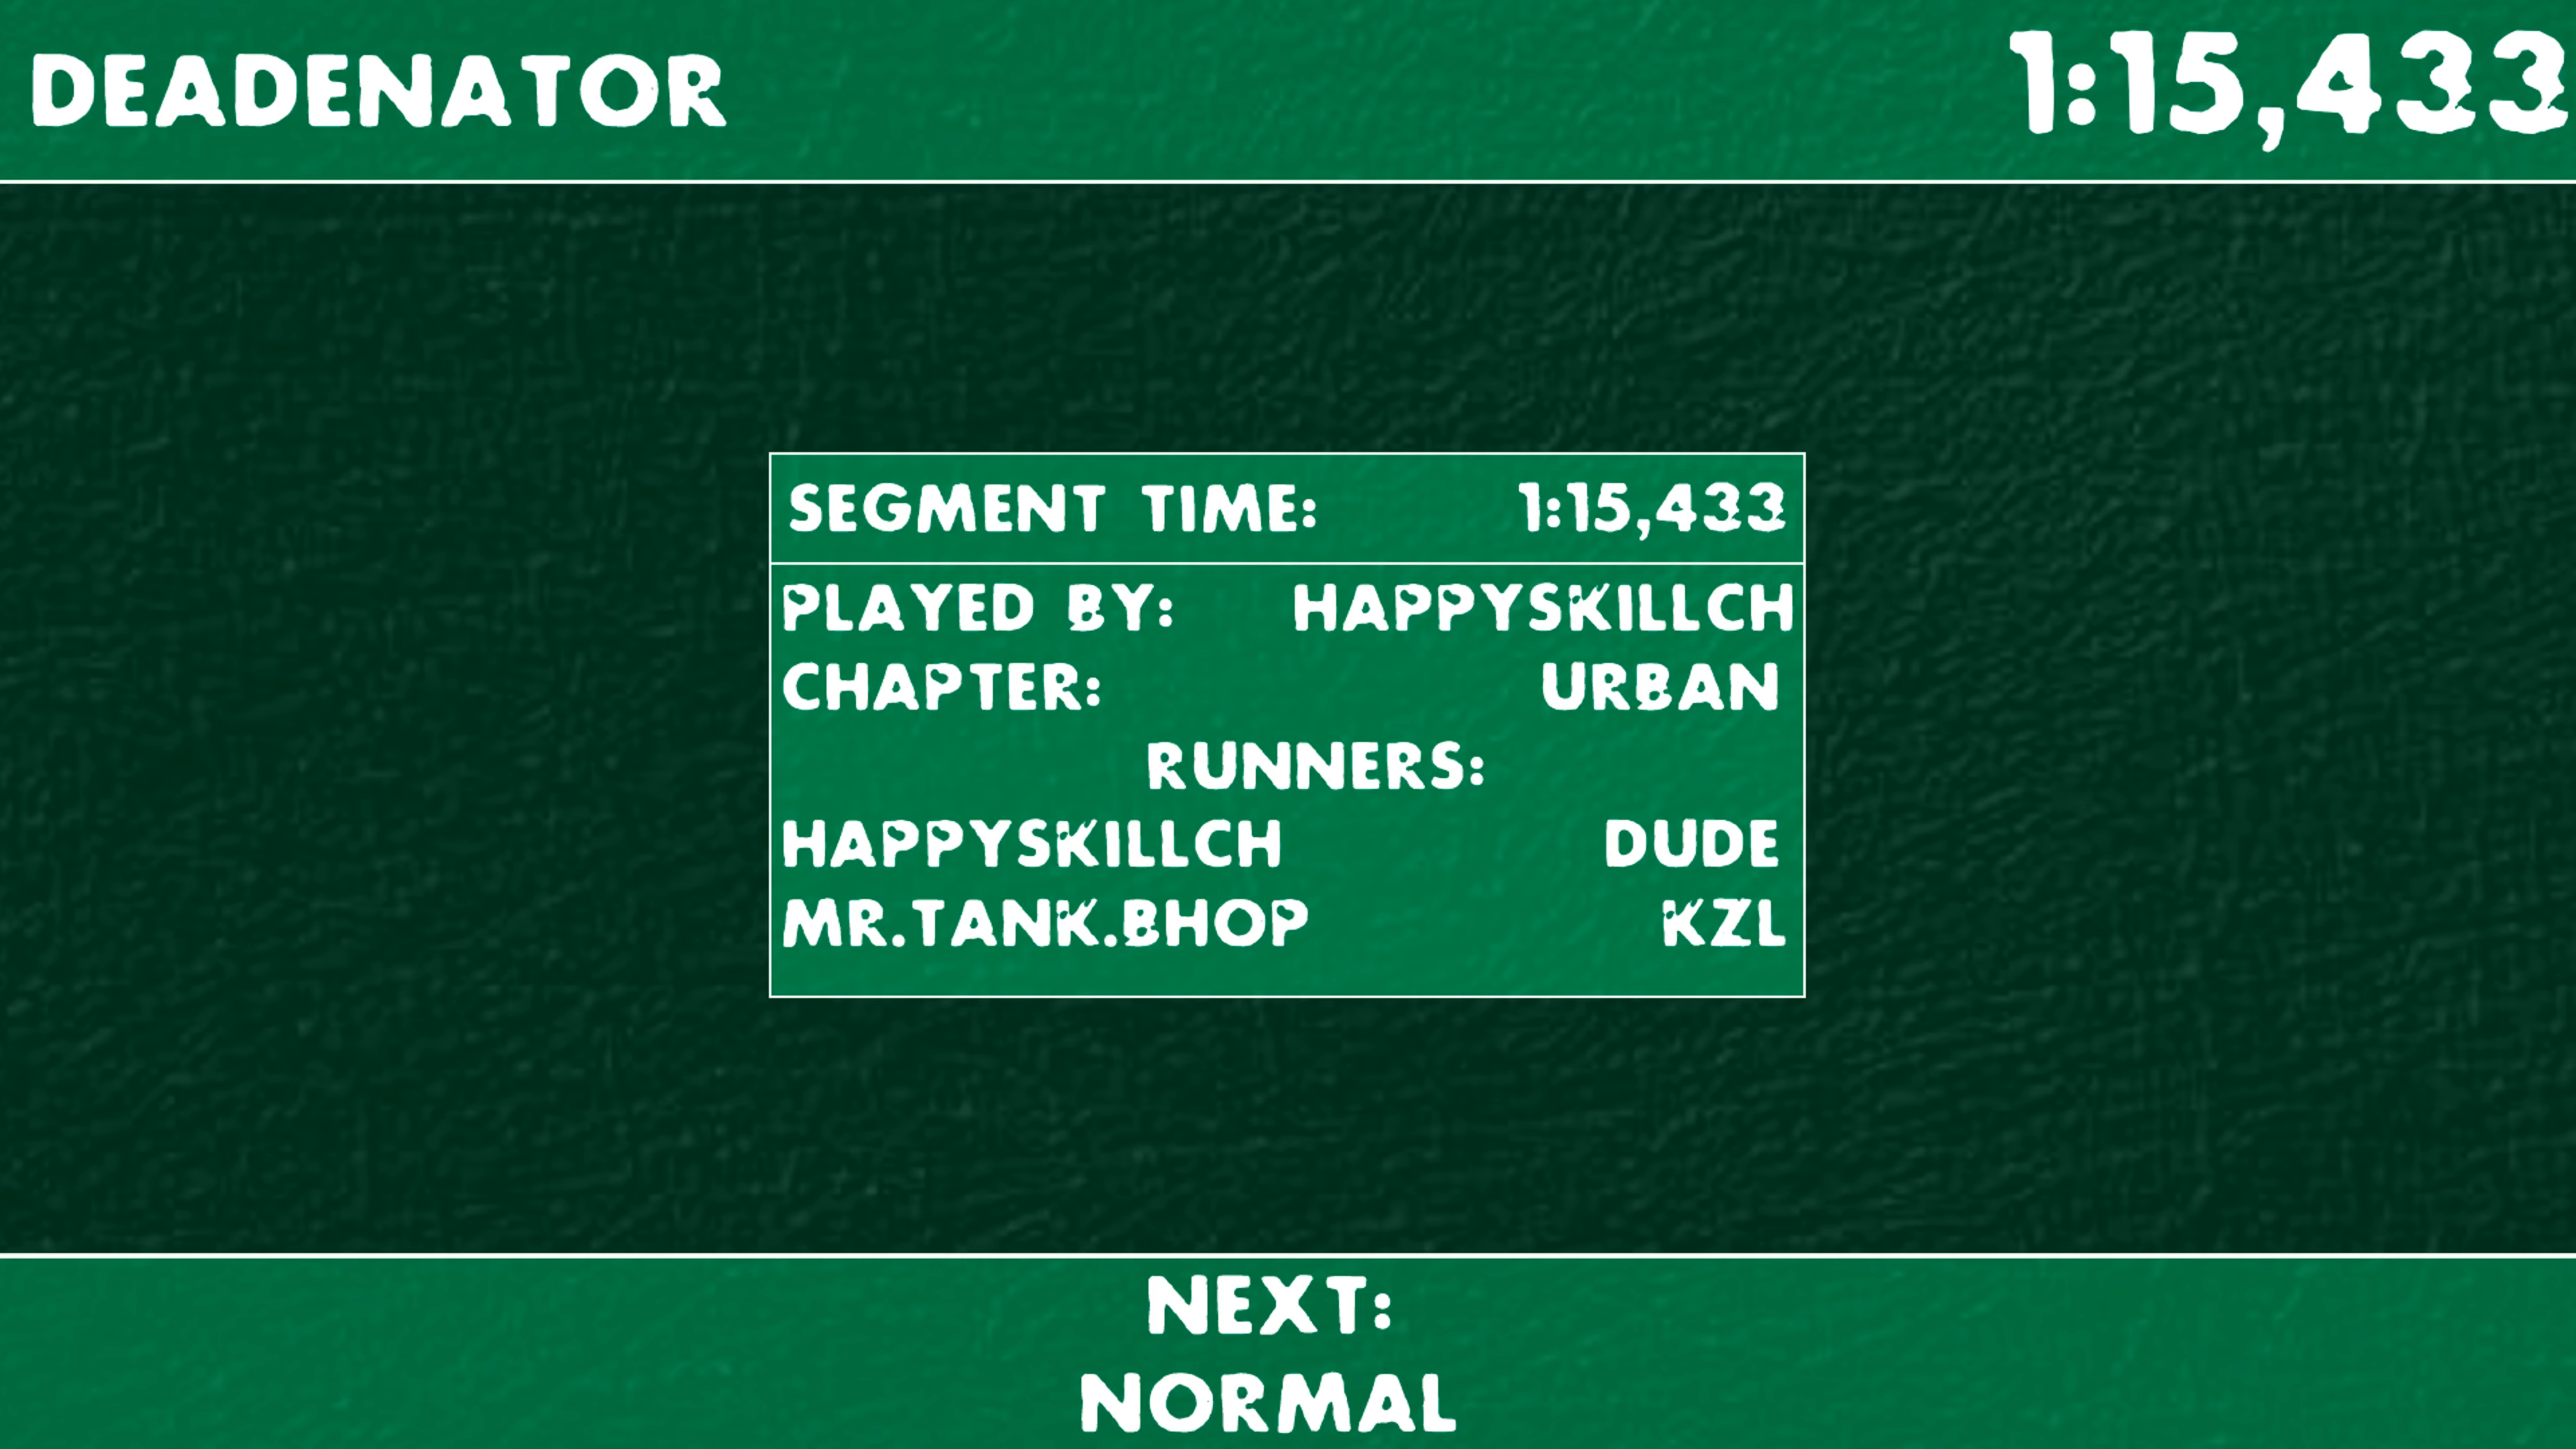 DEADENATOR 1:15,433
SEGMENT TIME: 1:15,433
PLAYED BY: HAPPYSKILLCH
CHAPTER: URBAN
RUNNERS:
HAPPYSKILLCH DUDE
MR.TANK.BHOP KZL
NEXT:
NORMAL